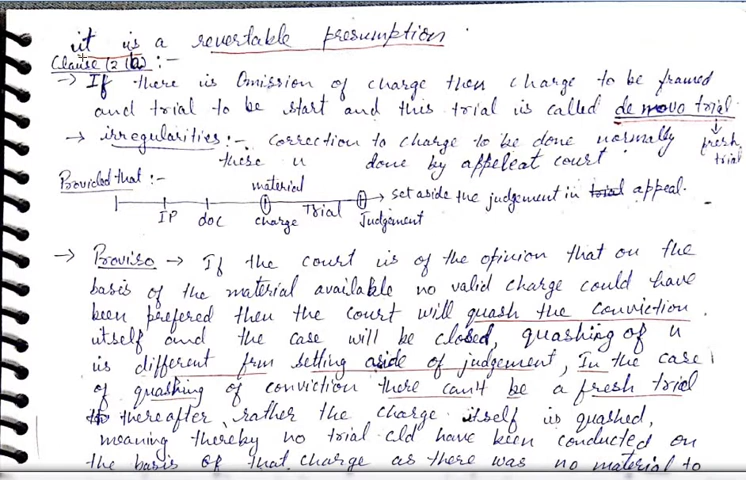 it is a revertable presumption
Clause (2)(a) :-
→ If there is Omission of charge then charge to be framed
and trial to be start and this trial is called de movo trial
→ irregularities :- correction to charge to be done normally fresh
these u done by appeleat court trial
Provided that :-
material
→ set aside the judgement in trial appeal.
IP doc charge Trial Judgement
→ Proviso → If the court is of the opinion that on the
basis of the material available no valid charge could have
been prefered then the court will quash the conviction
itself and the case will be closed, quashing of u
is different frm setting aside of judgement, In the case
of quashing of conviction there can't be a fresh trial
thereafter, rather the charge itself is quashed,
meaning thereby no trial cld have been conducted on
the basis of that charge as there was no material to